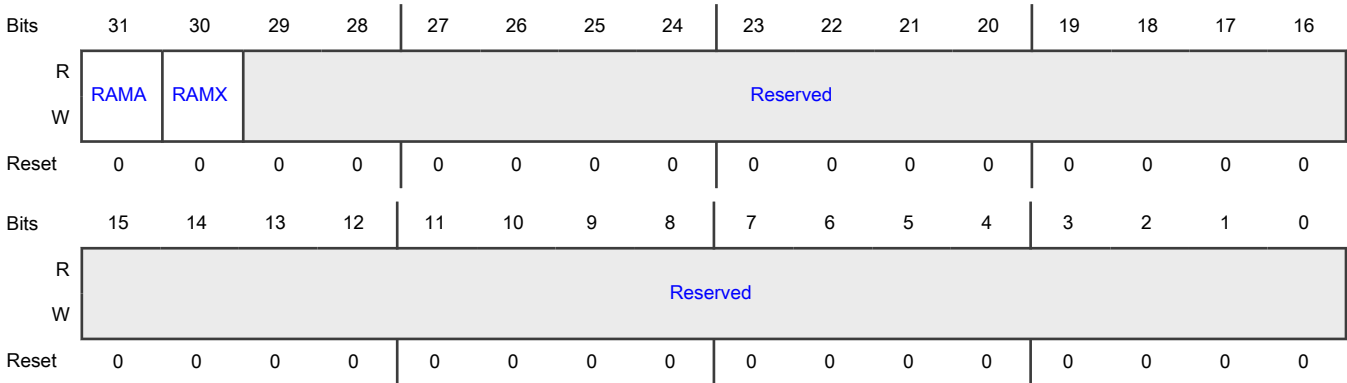 Bits 31 30 29 28 27 26 25 24 23 22 21 20 19 18 17 16
R
RAMA RAMX Reserved
W
Reset 0 0 0 0 0 0 0 0 0 0 0 0 0 0 0 0
Bits 15 14 13 12 11 10 9 8 7 6 5 4 3 2 1 0
R
Reserved
W
Reset 0 0 0 0 0 0 0 0 0 0 0 0 0 0 0 0